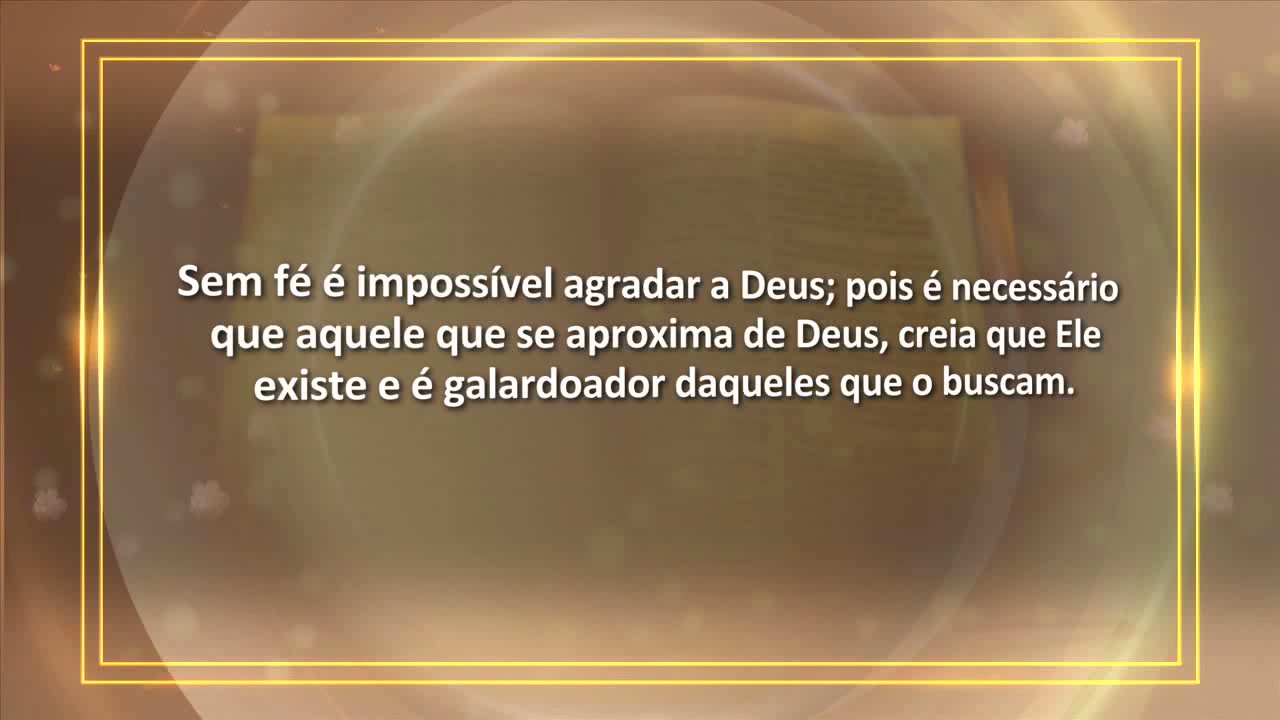 Sem fé é impossível agradar a Deus; pois é necessário
que aquele que se aproxima de Deus, creia que Ele
existe e é galardoador daqueles que o buscam.